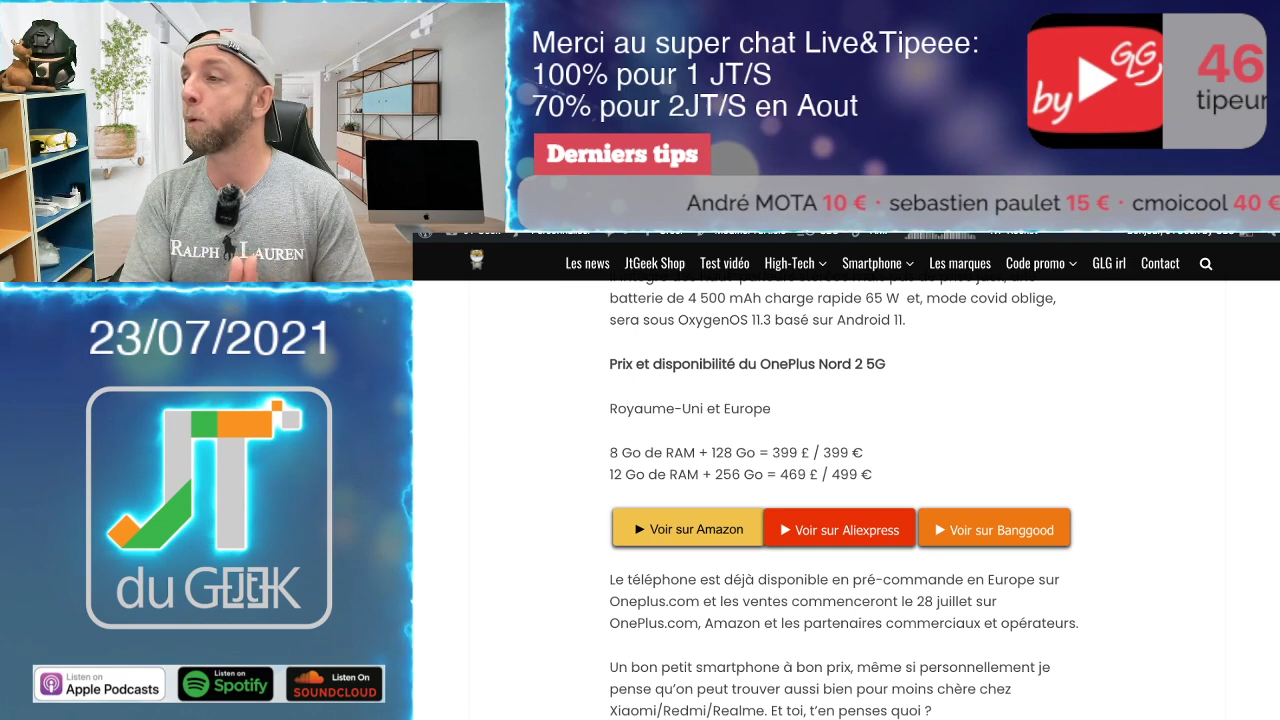 Merci au super chat Live&Tipeee:
100% pour 1 JT/S
70% pour 2JT/S en Aout
by GLG
46
tipeur
Derniers tips
André MOTA 10 € · sebastien paulet 15 € · cmoicool 40 €
RALPH LAUREN
Les news JtGeek Shop Test vidéo High-Tech Smartphone Les marques Code promo GLG irl Contact
batterie de 4 500 mAh charge rapide 65 W et, mode covid oblige,
sera sous OxygenOS 11.3 basé sur Android 11.
Prix et disponibilité du OnePlus Nord 2 5G
Royaume-Uni et Europe
8 Go de RAM + 128 Go = 399 £ / 399 €
12 Go de RAM + 256 Go = 469 £ / 499 €
Voir sur Amazon Voir sur Aliexpress Voir sur Banggood
Le téléphone est déjà disponible en pré-commande en Europe sur
Oneplus.com et les ventes commenceront le 28 juillet sur
OnePlus.com, Amazon et les partenaires commerciaux et opérateurs.
Un bon petit smartphone à bon prix, même si personnellement je
pense qu'on peut trouver aussi bien pour moins chère chez
Xiaomi/Redmi/Realme. Et toi, t'en penses quoi ?
23/07/2021
JT
du GEEK
Listen on
Apple Podcasts
Listen on
Spotify
Listen On
SOUNDCLOUD